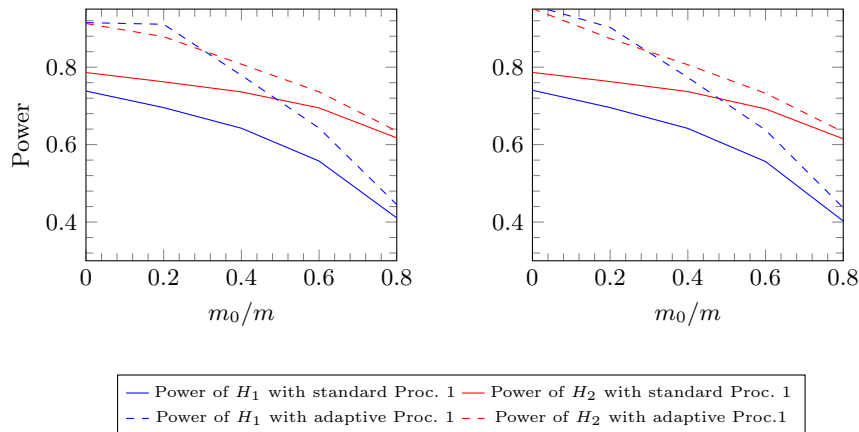 0.8
0.6
0.4
Power
0 0.2 0.4 0.6 0.8
m₀/m
0.8
0.6
0.4
0 0.2 0.4 0.6 0.8
m₀/m
Power of H₁ with standard Proc. 1 Power of H₂ with standard Proc. 1
Power of H₁ with adaptive Proc. 1 Power of H₂ with adaptive Proc.1